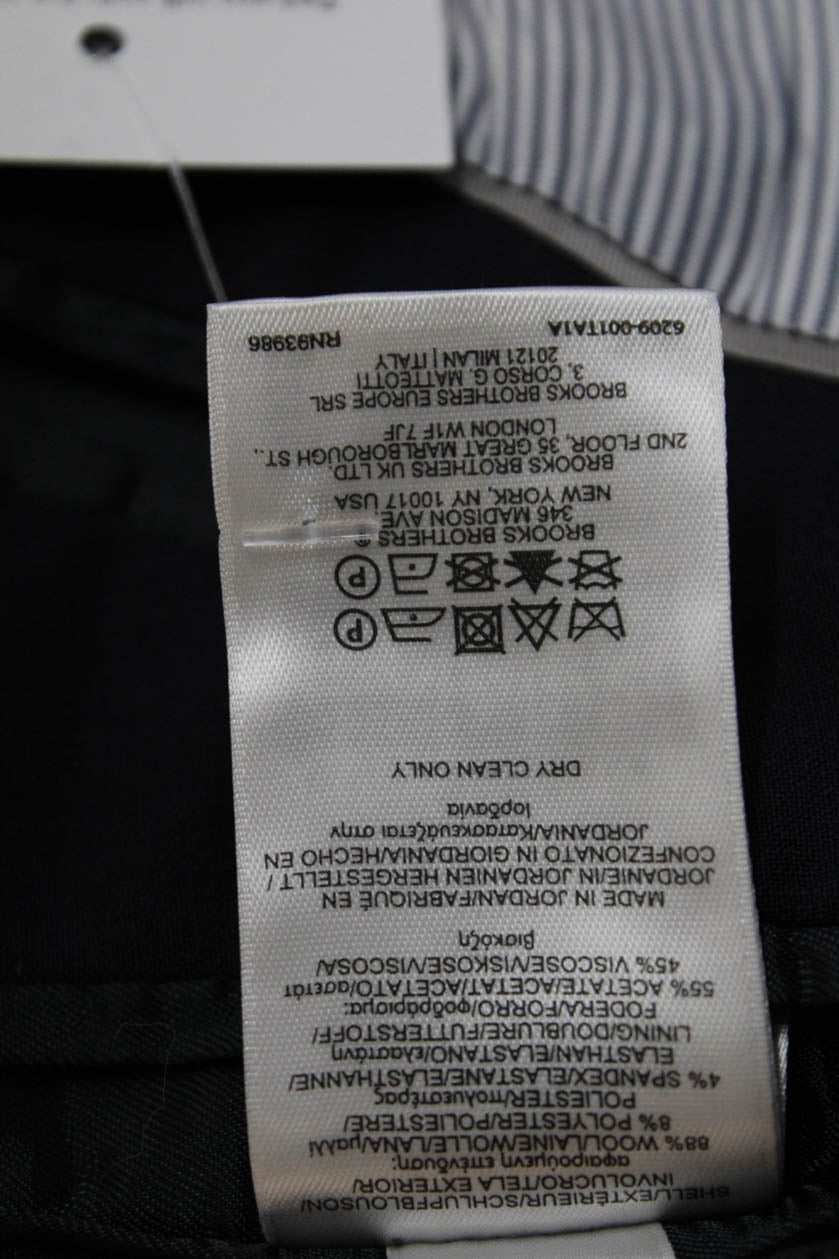 SHELL/EXTÉRIEUR/SCHLUPFBLOUSON/
INVOLUCRO/TELA EXTERIOR/
αφαιρούμενη επένδυση:
88% WOOL/LAINE/WOLLE/LANA/LANA/μαλλί
8% POLYESTER/POLIESTERE/
POLIESTER/πολυεστέρας
4% SPANDEX/ELASTANE/ELASTHANNE/
ELASTHAN/ELASTANO/ελαστάνη
LINING/DOUBLURE/FUTTERSTOFF/
FODERA/FORRO/φοδράρισμα:
55% ACETATE/ACETAT/ACETATO/ασετάτ
45% VISCOSE/VISKOSE/VISCOSA/
βισκόζη
MADE IN JORDAN/FABRIQUÉ EN
JORDANIE/IN JORDANIEN HERGESTELLT /
CONFEZIONATO IN GIORDANIA/HECHO EN
JORDANIA/Κατασκευάζεται στην
Ιορδανία
DRY CLEAN ONLY
P
P
BROOKS BROTHERS ®
346 MADISON AVE.
NEW YORK, NY 10017 USA
BROOKS BROTHERS UK LTD.
2ND FLOOR, 35 GREAT MARLBOROUGH ST..
LONDON W1F 7JF
BROOKS BROTHERS EUROPE SRL
3, CORSO G. MATTEOTTI
20121 MILAN | ITALY
6209-001TA1A RN93986